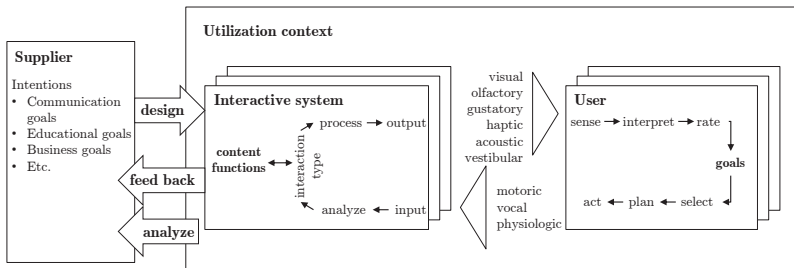 Utilization context
Supplier
Intentions
• Communication
goals
• Educational goals
• Business goals
• Etc.
design
feed back
analyze
Interactive system
process
output
content
functions
interaction
type
analyze
input
visual
olfactory
gustatory
haptic
acoustic
vestibular
motoric
vocal
physiologic
User
sense
interpret
rate
goals
act
plan
select